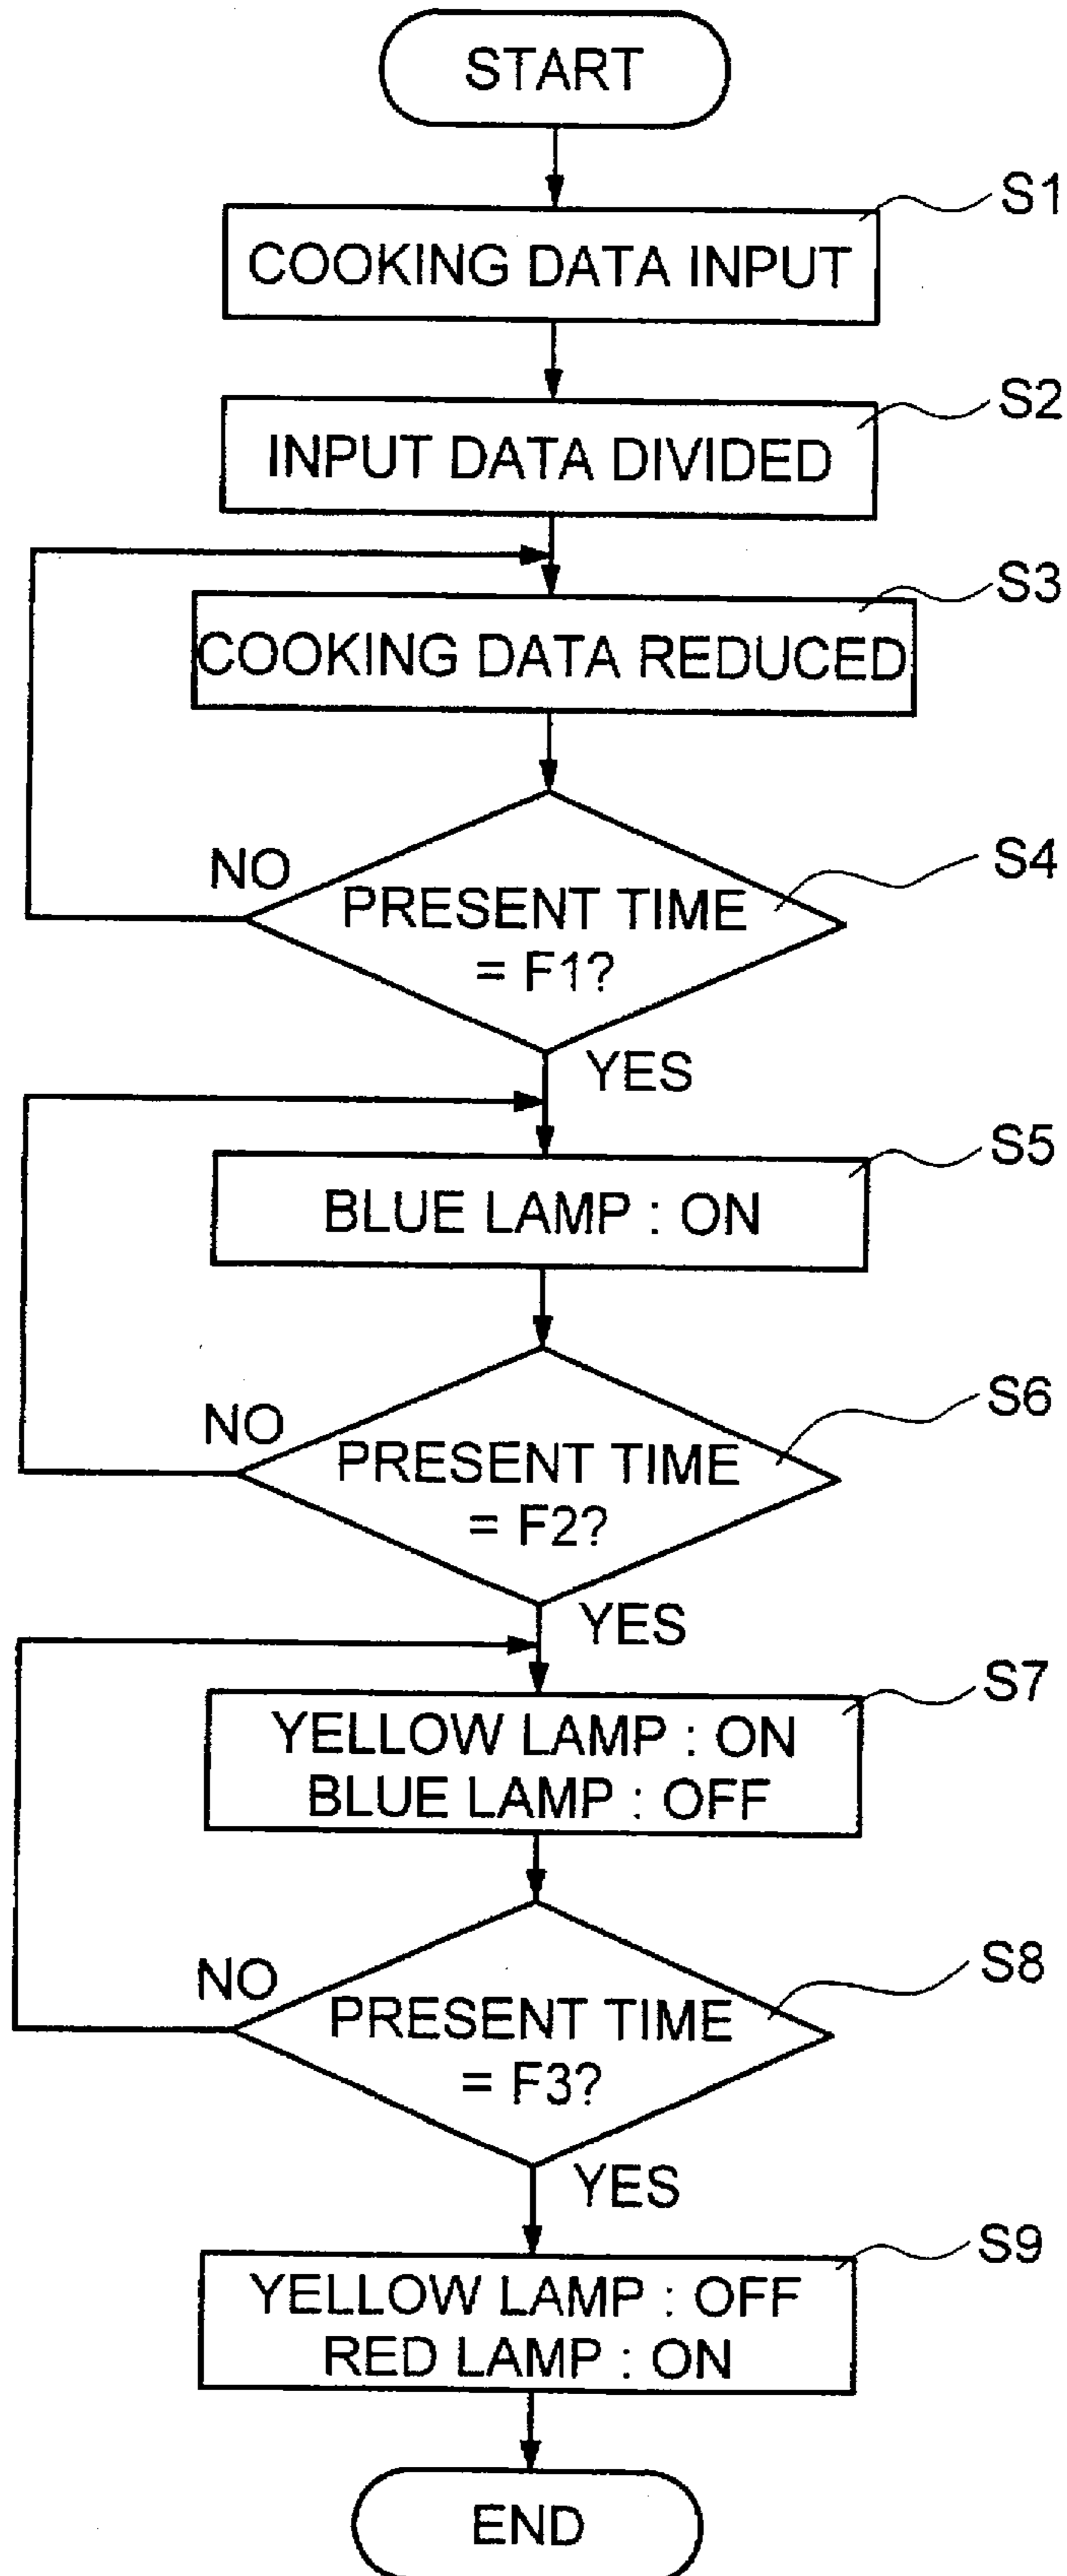 START
S1
COOKING DATA INPUT
S2
INPUT DATA DIVIDED
S3
COOKING DATA REDUCED
S4
NO
PRESENT TIME
= F1?
YES
S5
BLUE LAMP : ON
S6
NO
PRESENT TIME
= F2?
YES
S7
YELLOW LAMP : ON
BLUE LAMP : OFF
S8
NO
PRESENT TIME
= F3?
YES
S9
YELLOW LAMP : OFF
RED LAMP : ON
END